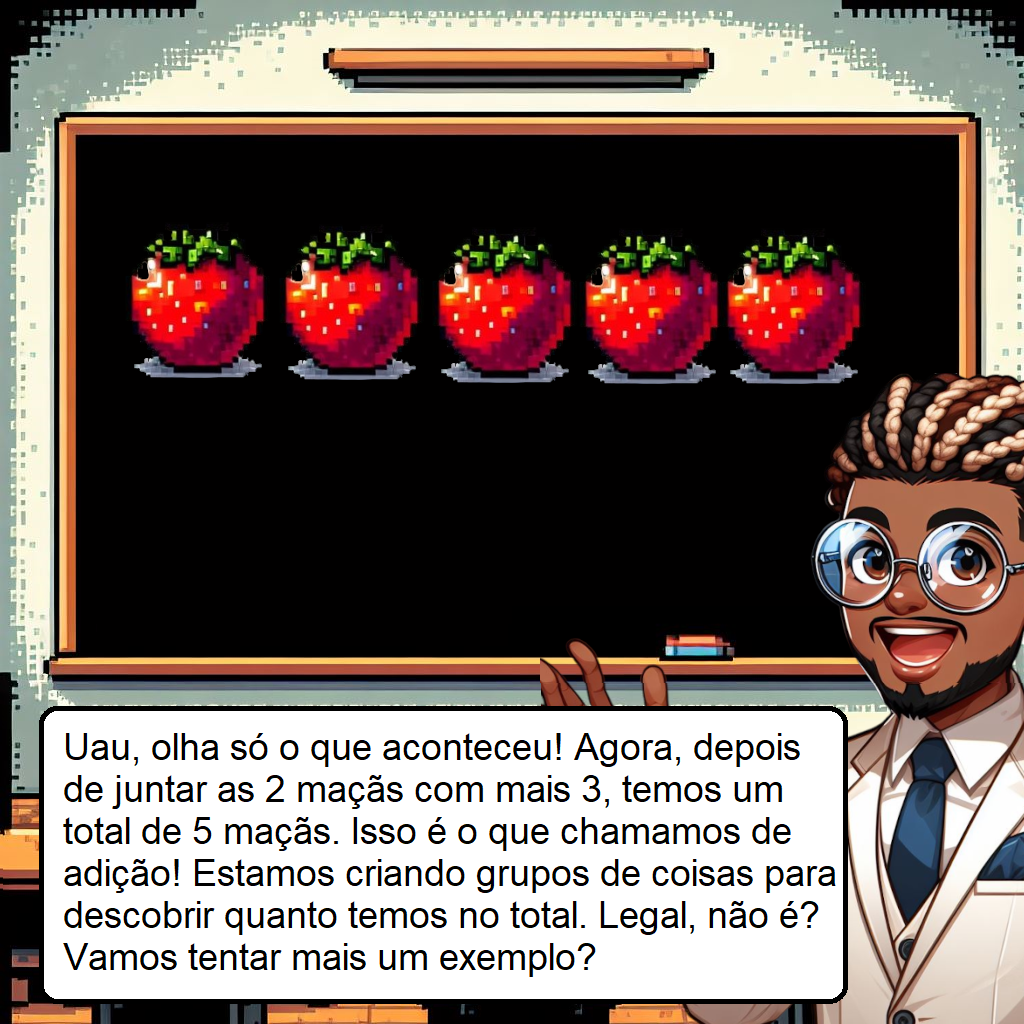 Uau, olha só o que aconteceu! Agora, depois
de juntar as 2 maçãs com mais 3, temos um
total de 5 maçãs. Isso é o que chamamos de
adição! Estamos criando grupos de coisas para
descobrir quanto temos no total. Legal, não é?
Vamos tentar mais um exemplo?